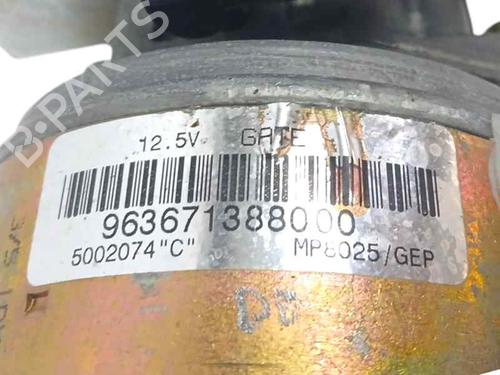 B-PARTS
12.5V GATE
963671388000
5002074"C" MP8025/GEP